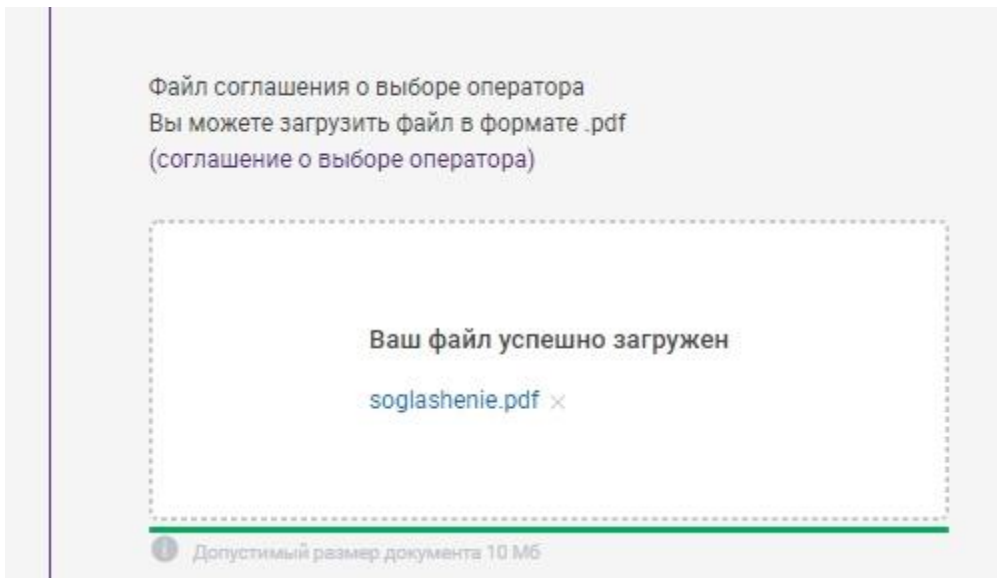 Файл соглашения о выборе оператора
Вы можете загрузить файл в формате .pdf
(соглашение о выборе оператора)
Ваш файл успешно загружен
soglashenie.pdf ×
Допустимый размер документа 10 Мб